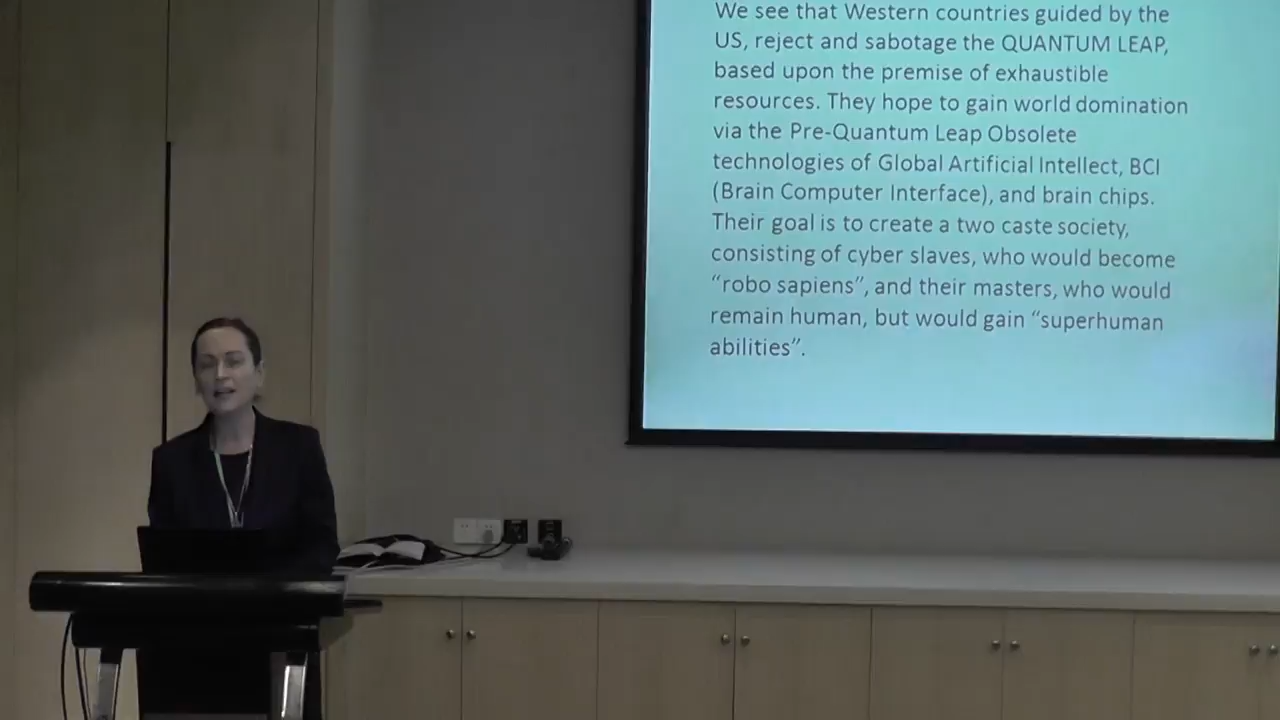 We see that Western countries guided by the
US, reject and sabotage the QUANTUM LEAP,
based upon the premise of exhaustible
resources. They hope to gain world domination
via the Pre-Quantum Leap Obsolete
technologies of Global Artificial Intellect, BCI
(Brain Computer Interface), and brain chips.
Their goal is to create a two caste society,
consisting of cyber slaves, who would become
“robo sapiens”, and their masters, who would
remain human, but would gain “superhuman
abilities”.